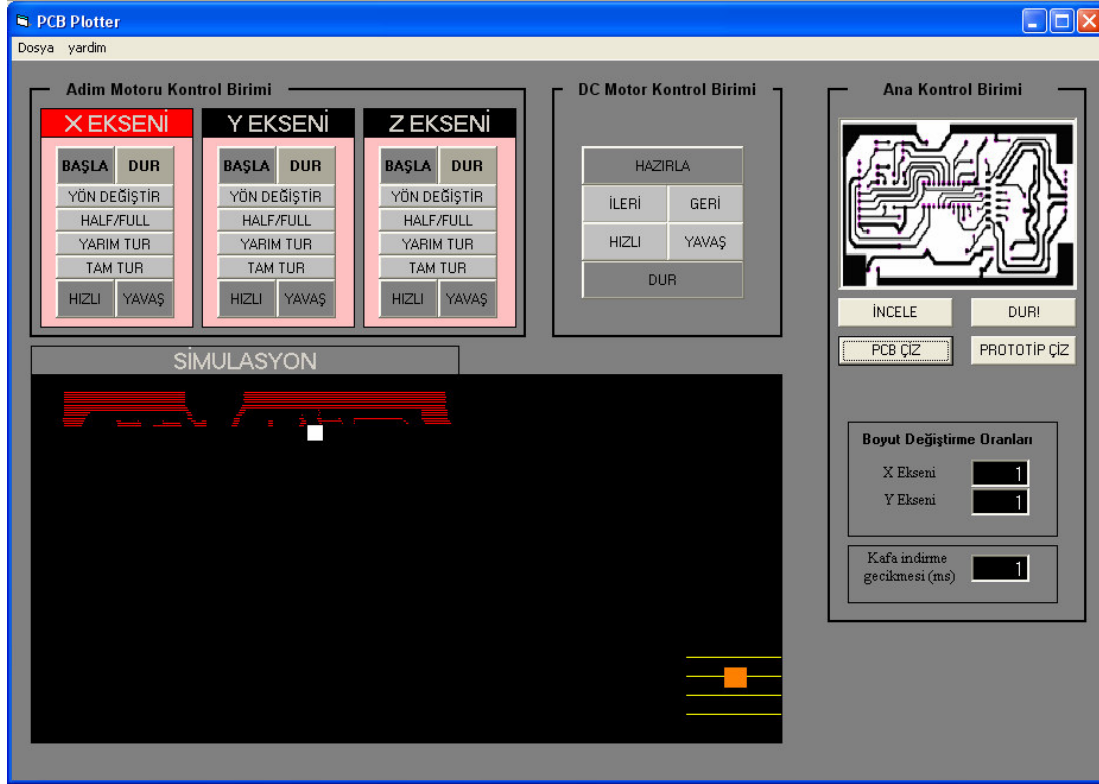 PCB Plotter
Dosya yardim
Adim Motoru Kontrol Birimi
X EKSENİ
BAŞLA DUR
YÖN DEĞİŞTİR
HALF/FULL
YARIM TUR
TAM TUR
HIZLI YAVAŞ
Y EKSENİ
BAŞLA DUR
YÖN DEĞİŞTİR
HALF/FULL
YARIM TUR
TAM TUR
HIZLI YAVAŞ
Z EKSENİ
BAŞLA DUR
YÖN DEĞİŞTİR
HALF/FULL
YARIM TUR
TAM TUR
HIZLI YAVAŞ
DC Motor Kontrol Birimi
HAZIRLA
İLERİ GERİ
HIZLI YAVAŞ
DUR
Ana Kontrol Birimi
İNCELE DUR!
PCB ÇİZ PROTOTİP ÇİZ
Boyut Değiştirme Oranları
X Ekseni 1
Y Ekseni 1
Kafa indirme
gecikmesi (ms) 1
SİMULASYON